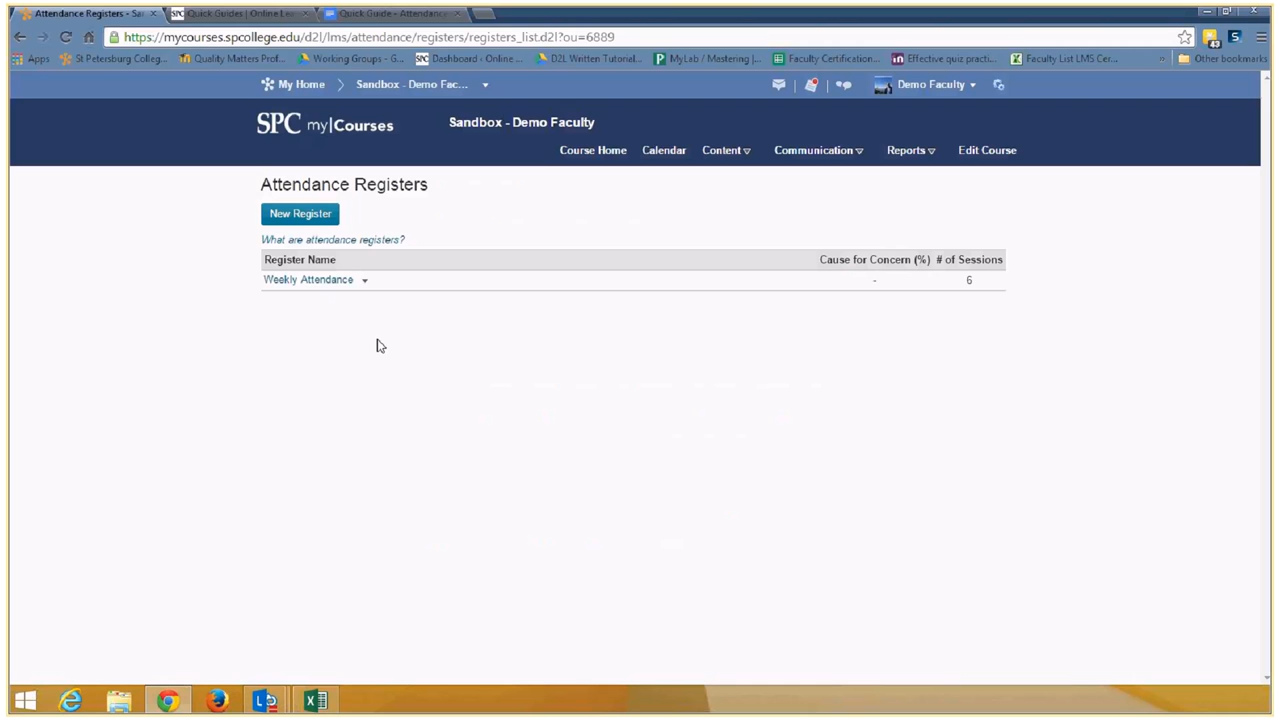 Attendance Registers - Sa
Quick Guides | Online Le
Quick Guide - Attendance
https://mycourses.spcollege.edu/d2l/lms/attendance/registers/registers_list.d2l?ou=6889
43
Apps
St Petersburg Colleg...
Quality Matters Prof...
Working Groups - G...
SPC Dashboard - Online ...
D2L Written Tutorial...
MyLab / Mastering |...
Faculty Certification...
in Effective quiz practi...
Faculty List LMS Cer...
»
Other bookmarks
My Home
Sandbox - Demo Fac...
Demo Faculty
SPC my|Courses
Sandbox - Demo Faculty
Course Home
Calendar
Content
Communication
Reports
Edit Course
Attendance Registers
New Register
What are attendance registers?
Register Name
Cause for Concern (%)
# of Sessions
Weekly Attendance
-
6